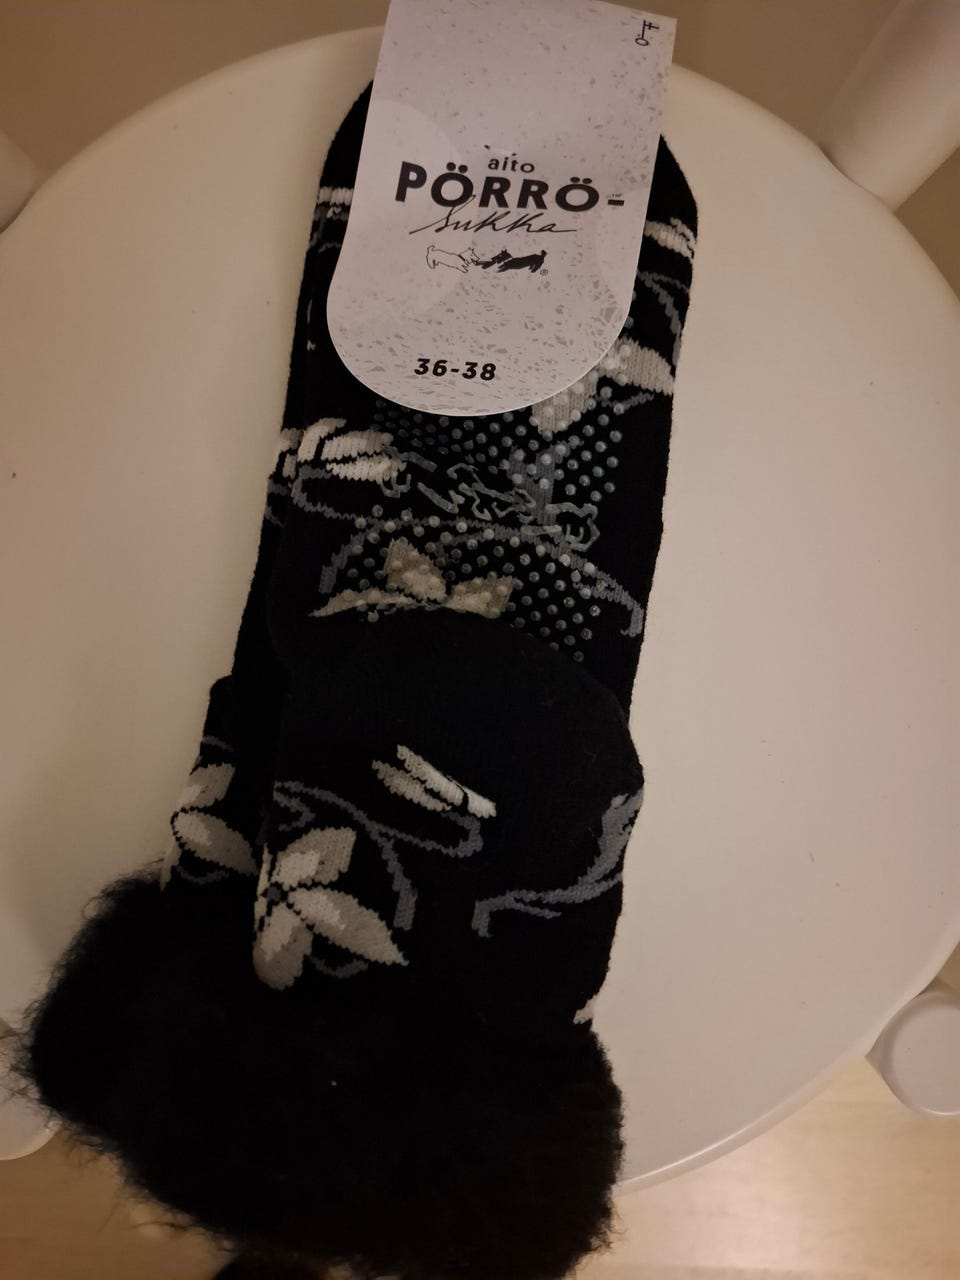 aito
PÖRRÖ-
sukka
®
36-38